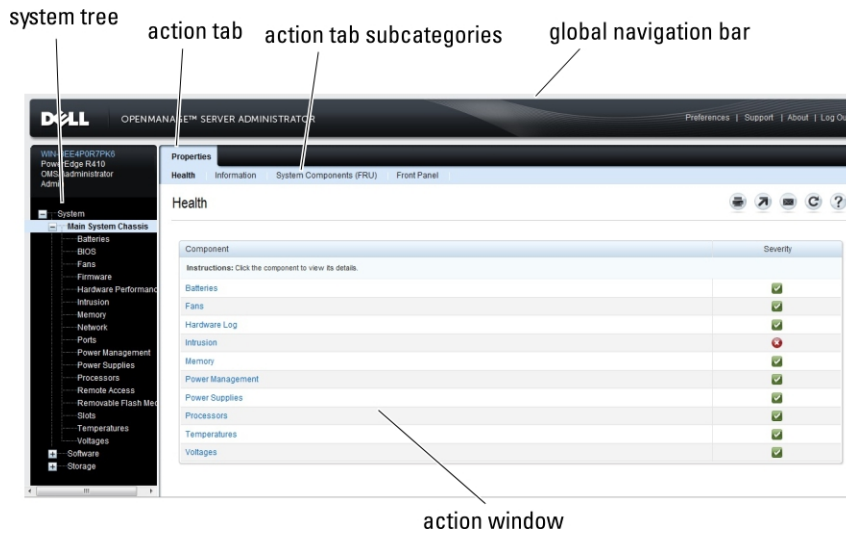 system tree
action tab
action tab subcategories
global navigation bar
DELL
OPENMANAGE™ SERVER ADMINISTRATOR
Preferences | Support | About | Log Ou
PowerEdge R410
Admin
Properties
Health Information System Components (FRU) Front Panel
Health
System
Main System Chassis
Batteries
BIOS
Fans
Firmware
Hardware Performanc
Intrusion
Memory
Network
Ports
Power Management
Power Supplies
Processors
Remote Access
Removable Flash Med
Slots
Temperatures
Voltages
Software
Storage
Component Severity
Instructions: Click the component to view its details.
Batteries
Fans
Hardware Log
Intrusion
Memory
Power Management
Power Supplies
Processors
Temperatures
Voltages
action window